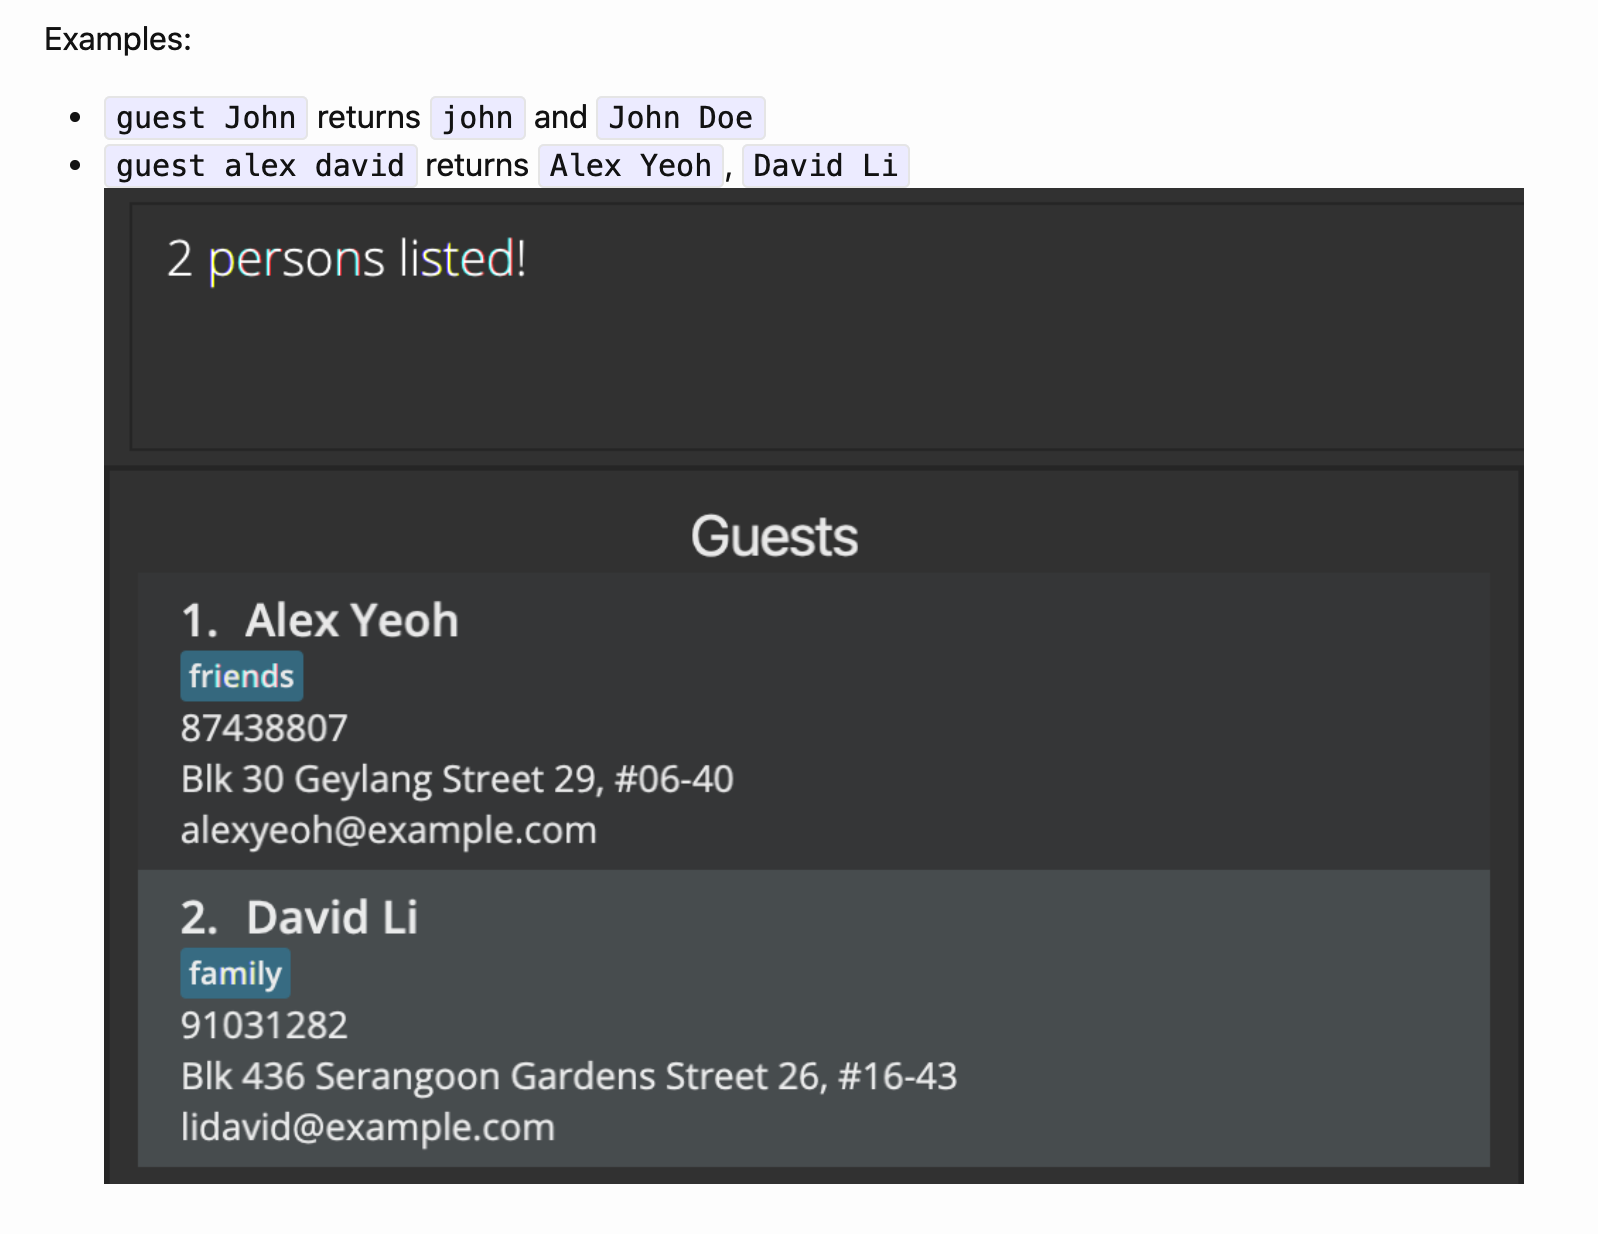 Examples:
guest John returns john and John Doe
guest alex david returns Alex Yeoh, David Li
2 persons listed!
Guests
1. Alex Yeoh
friends
87438807
Blk 30 Geylang Street 29, #06-40
alexyeoh@example.com
2. David Li
family
91031282
Blk 436 Serangoon Gardens Street 26, #16-43
lidavid@example.com